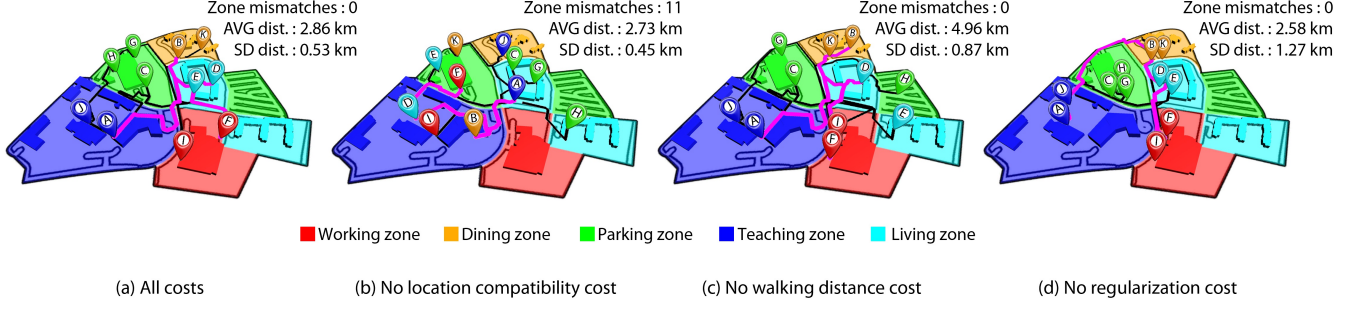 Zone mismatches : 0
AVG dist. : 2.86 km
SD dist. : 0.53 km
H
G
B
K
C
E
D
J
A
F
I
Zone mismatches : 11
AVG dist. : 2.73 km
SD dist. : 0.45 km
E
K
J
C
F
G
A
D
I
B
H
Zone mismatches : 0
AVG dist. : 4.96 km
SD dist. : 0.87 km
G
K
B
C
D
H
J
A
I
E
F
Zone mismatches : 0
AVG dist. : 2.58 km
SD dist. : 1.27 km
B
K
H
D
C
G
E
J
A
F
I
Working zone
Dining zone
Parking zone
Teaching zone
Living zone
(a) All costs
(b) No location compatibility cost
(c) No walking distance cost
(d) No regularization cost